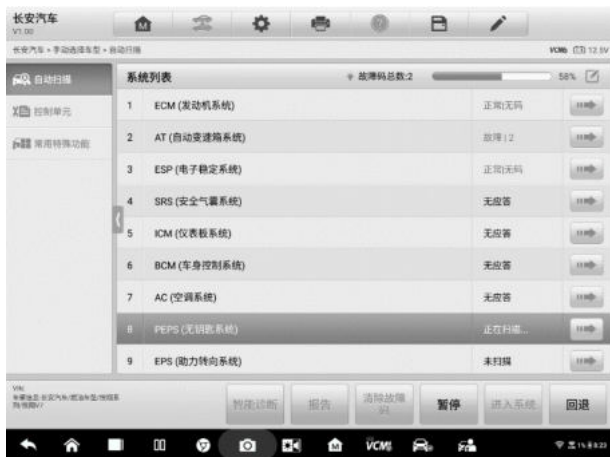 长安汽车
V1.00
长安汽车 > 手动选择车型 > 自动扫描
VCMI 12.8V
自动扫描
控制单元
常用特殊功能
系统列表
故障码总数:2
58%
1 ECM (发动机系统) 正常|无码
2 AT (自动变速箱系统) 故障 | 2
3 ESP (电子稳定系统) 正常|无码
4 SRS (安全气囊系统) 无应答
5 ICM (仪表板系统) 无应答
6 BCM (车身控制系统) 无应答
7 AC (空调系统) 无应答
8 PEPS (无钥匙系统) 正在扫描...
9 EPS (助力转向系统) 未扫描
VIN:
智能诊断
报告
清除故障码
暂停
进入系统
回退
VCMI